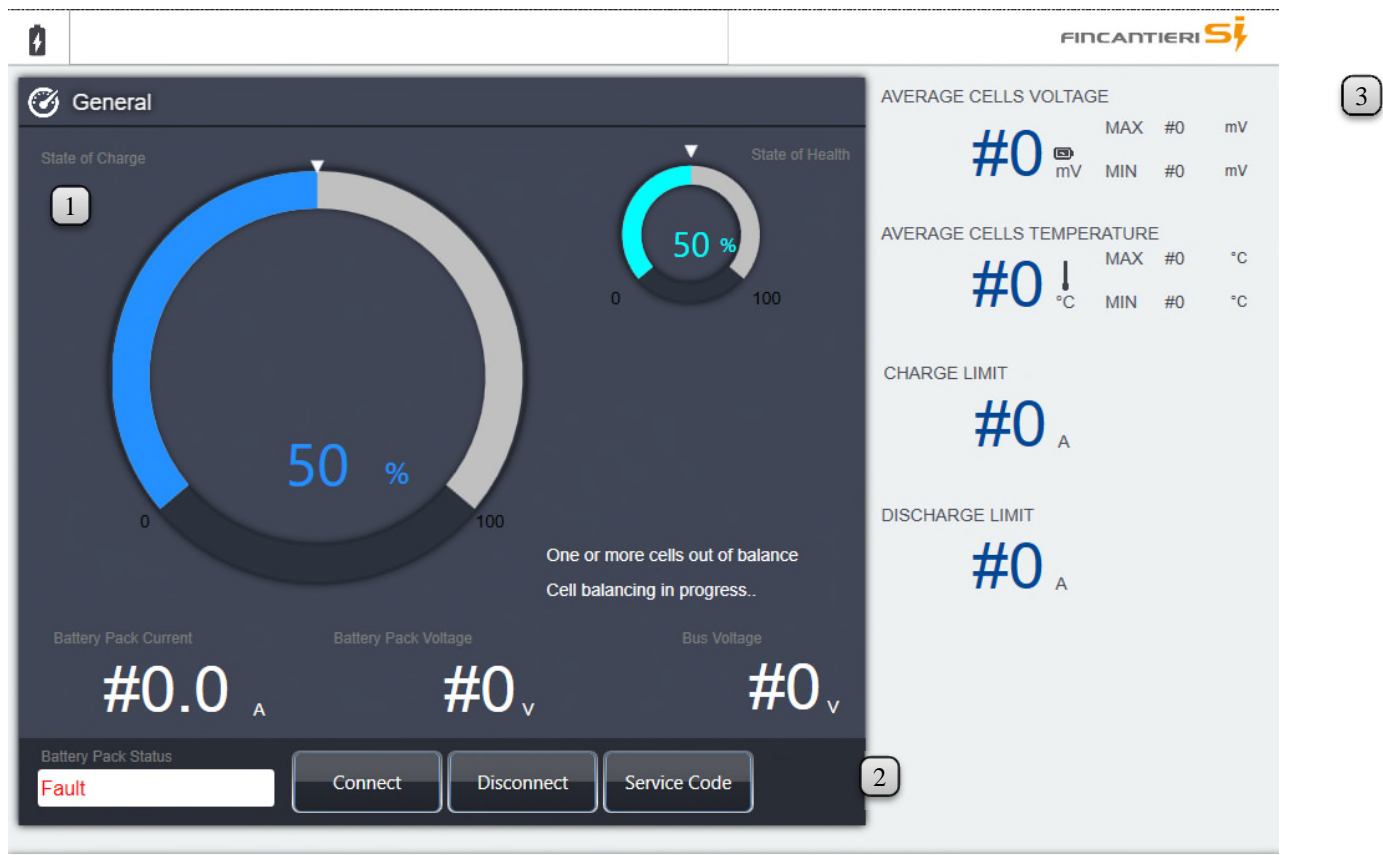 FINCANTIERI SI
General
State of Charge
1
50 %
0
100
State of Health
50 %
0
100
One or more cells out of balance
Cell balancing in progress..
Battery Pack Current
#0.0 A
Battery Pack Voltage
#0 V
Bus Voltage
#0 V
Battery Pack Status
Fault
Connect
Disconnect
Service Code
2
AVERAGE CELLS VOLTAGE
#0 mV
MAX #0 mV
MIN #0 mV
AVERAGE CELLS TEMPERATURE
#0 °C
MAX #0 °C
MIN #0 °C
CHARGE LIMIT
#0 A
DISCHARGE LIMIT
#0 A
3